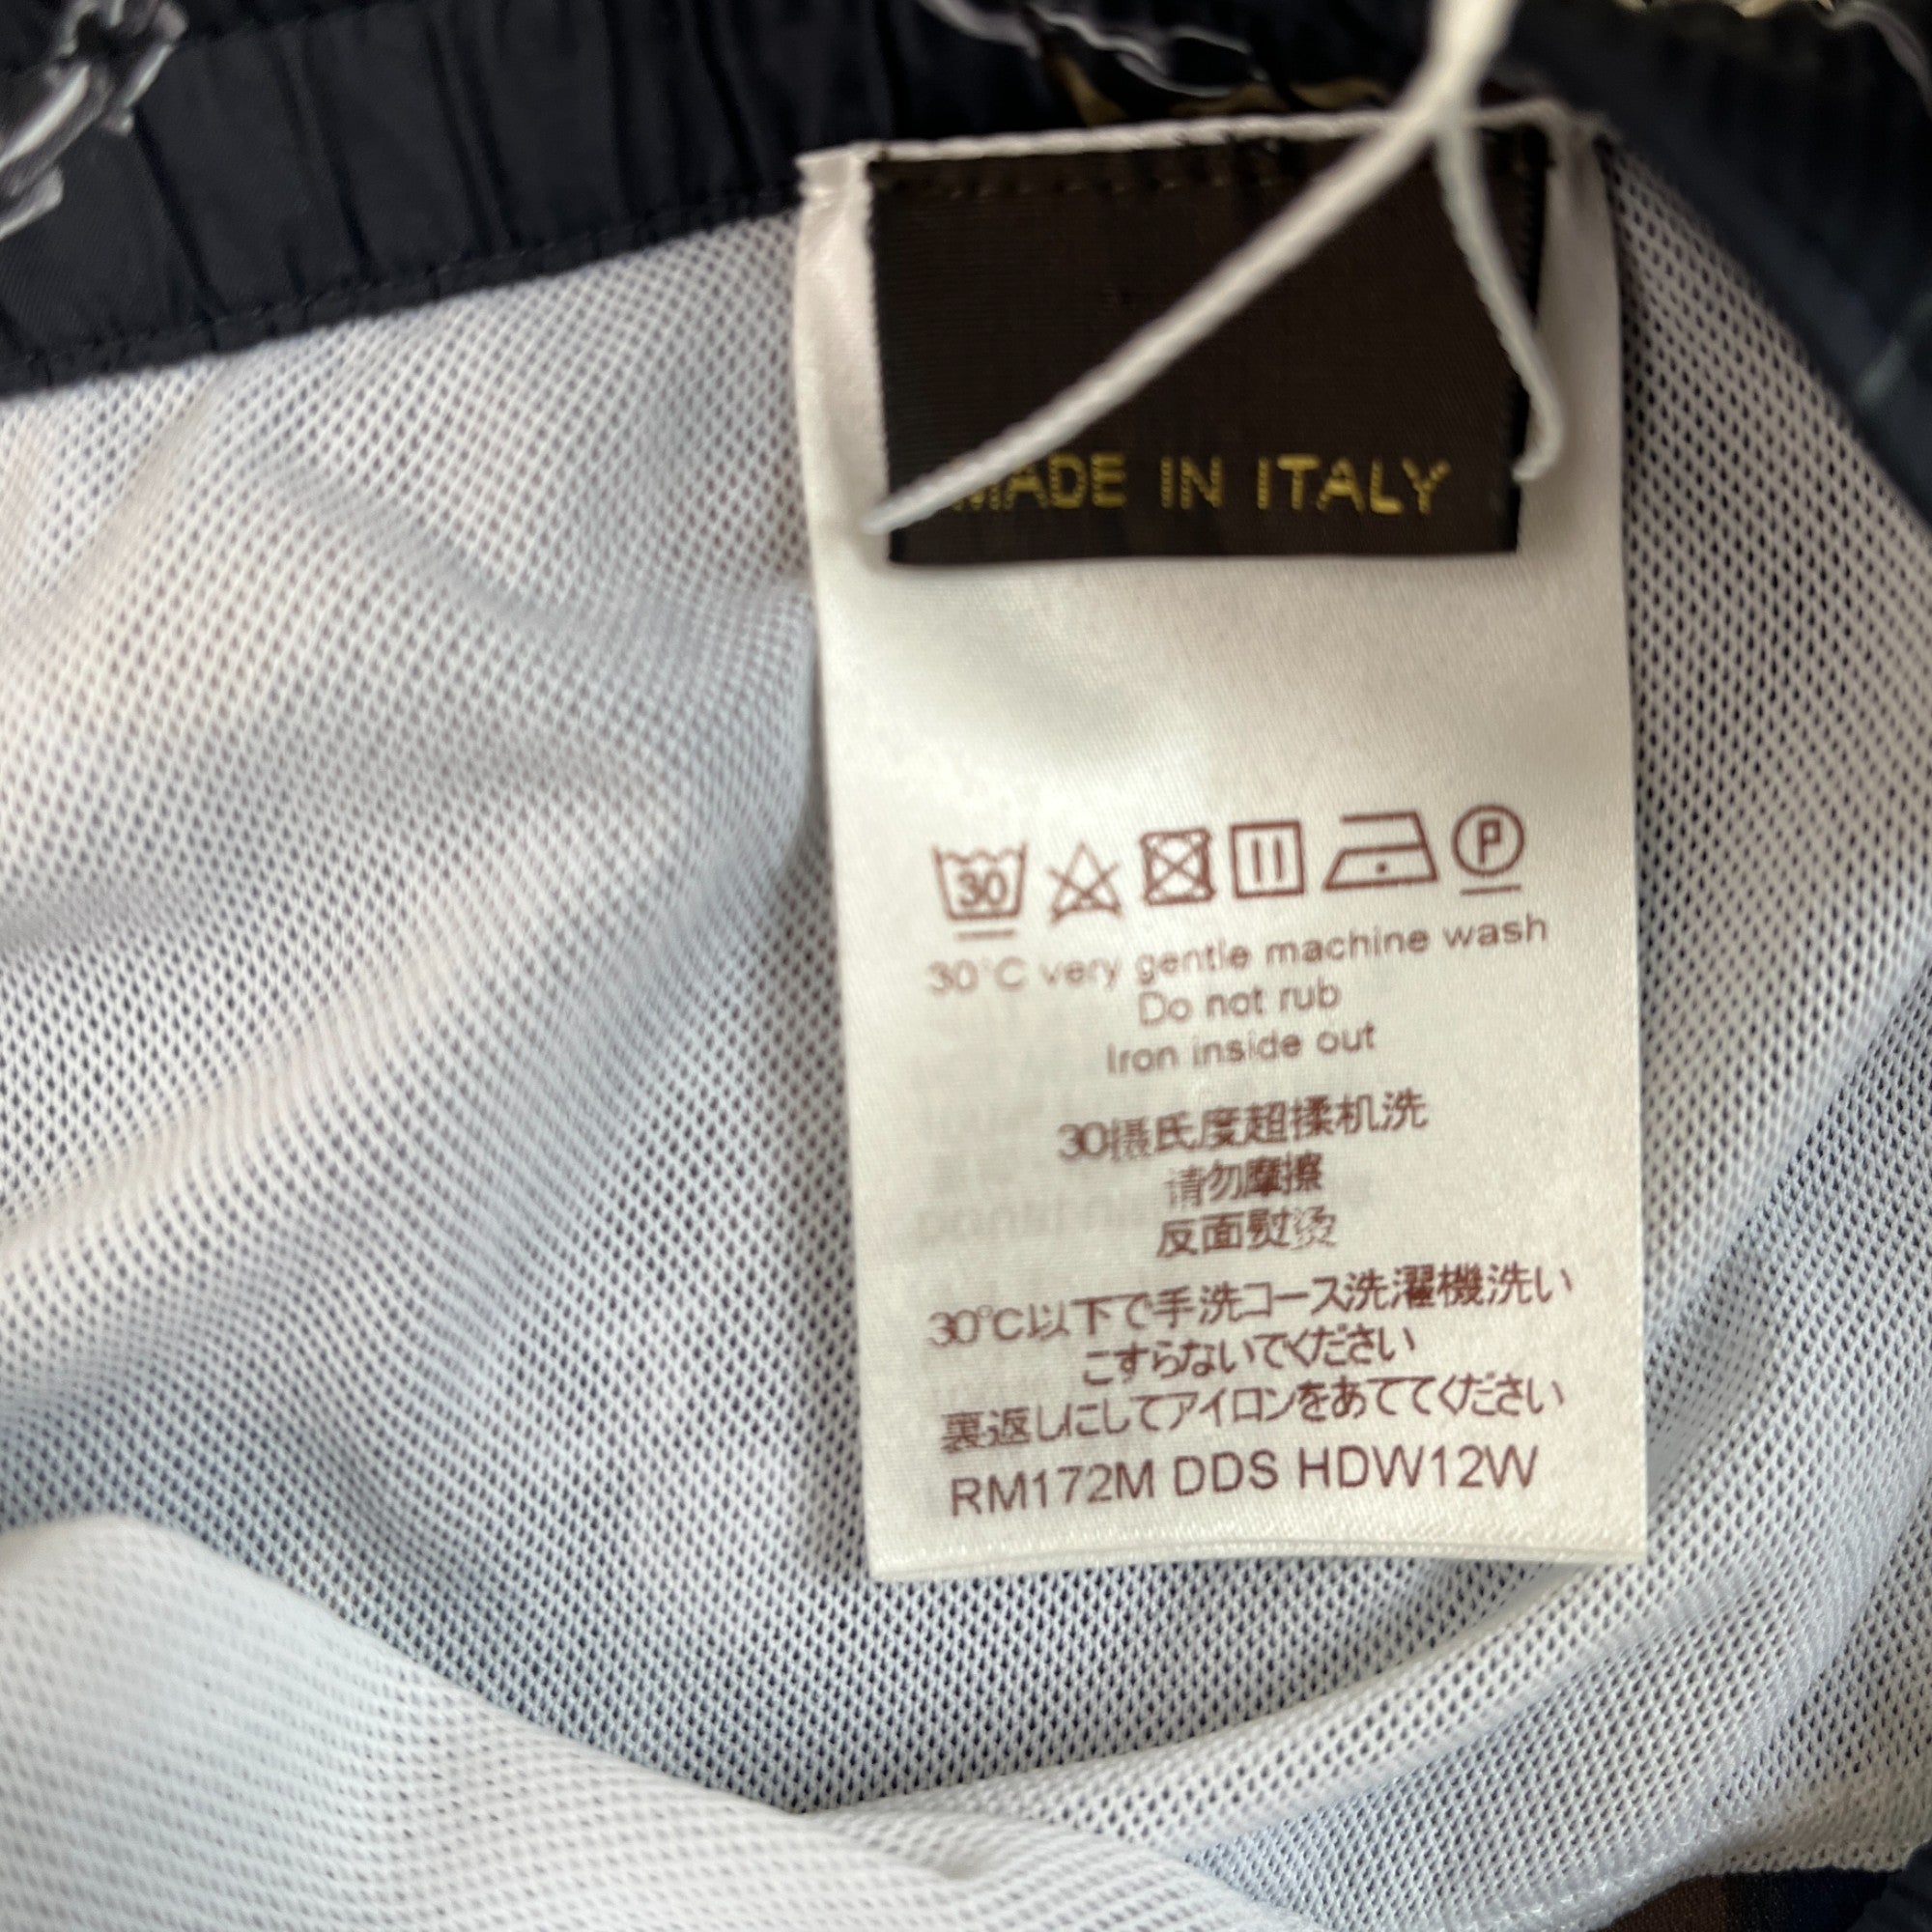 MADE IN ITALY
30
P
30°C very gentle machine wash
Do not rub
Iron inside out
30摄氏度超揉机洗
请勿摩擦
反面熨烫
30℃以下で手洗コース洗濯機洗い
こすらないでください
裏返しにしてアイロンをあててください
RM172M DDS HDW12W